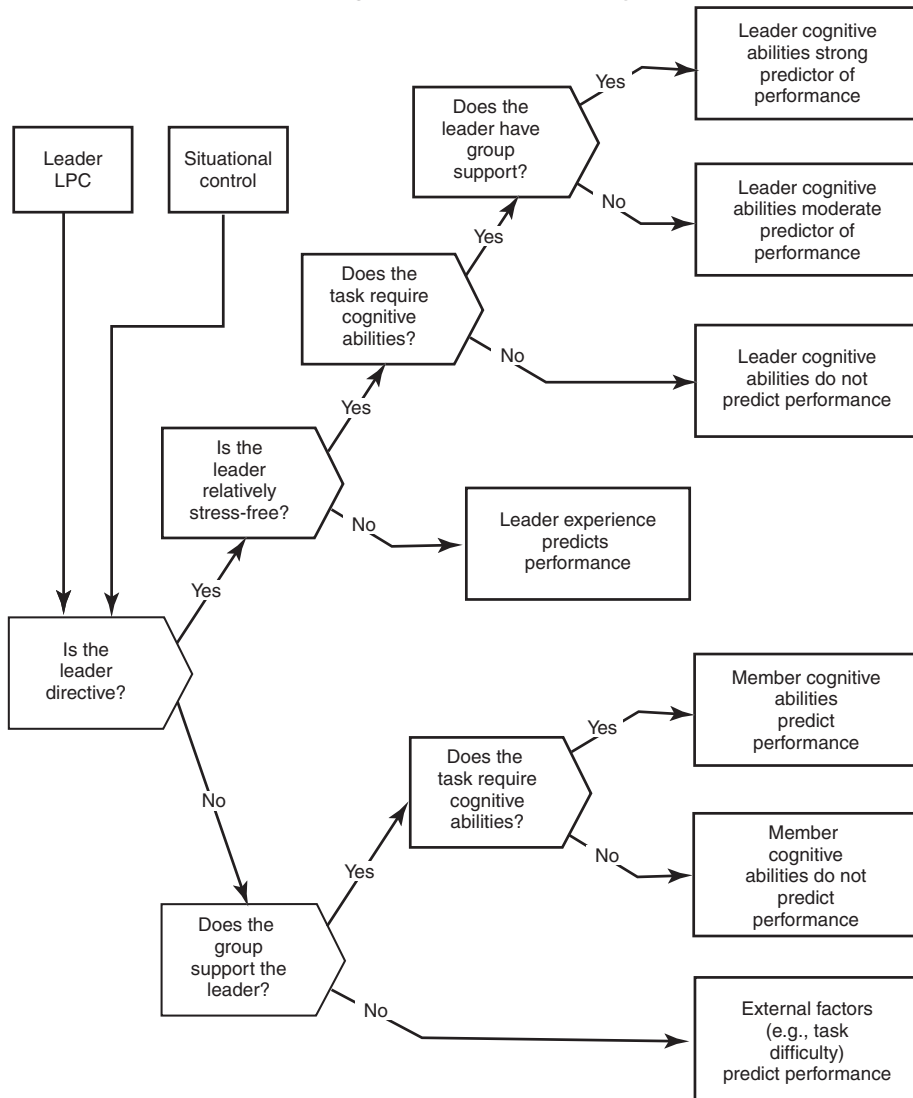 Leader cognitive
abilities strong
predictor of
performance
Yes
Does the
leader have
group
support?
Leader
LPC
Situational
control
No
Leader cognitive
abilities moderate
predictor of
performance
Yes
Does the
task require
cognitive
abilities?
No
Leader cognitive
abilities do not
predict performance
Yes
Is the
leader
relatively
stress-free?
No
Leader experience
predicts
performance
Yes
Is the
leader
directive?
Member cognitive
abilities
predict
performance
Yes
Does the
task require
cognitive
abilities?
No
No
Member
cognitive
abilities do not
predict
performance
Yes
Does the
group
support the
leader?
No
External factors
(e.g., task
difficulty)
predict performance